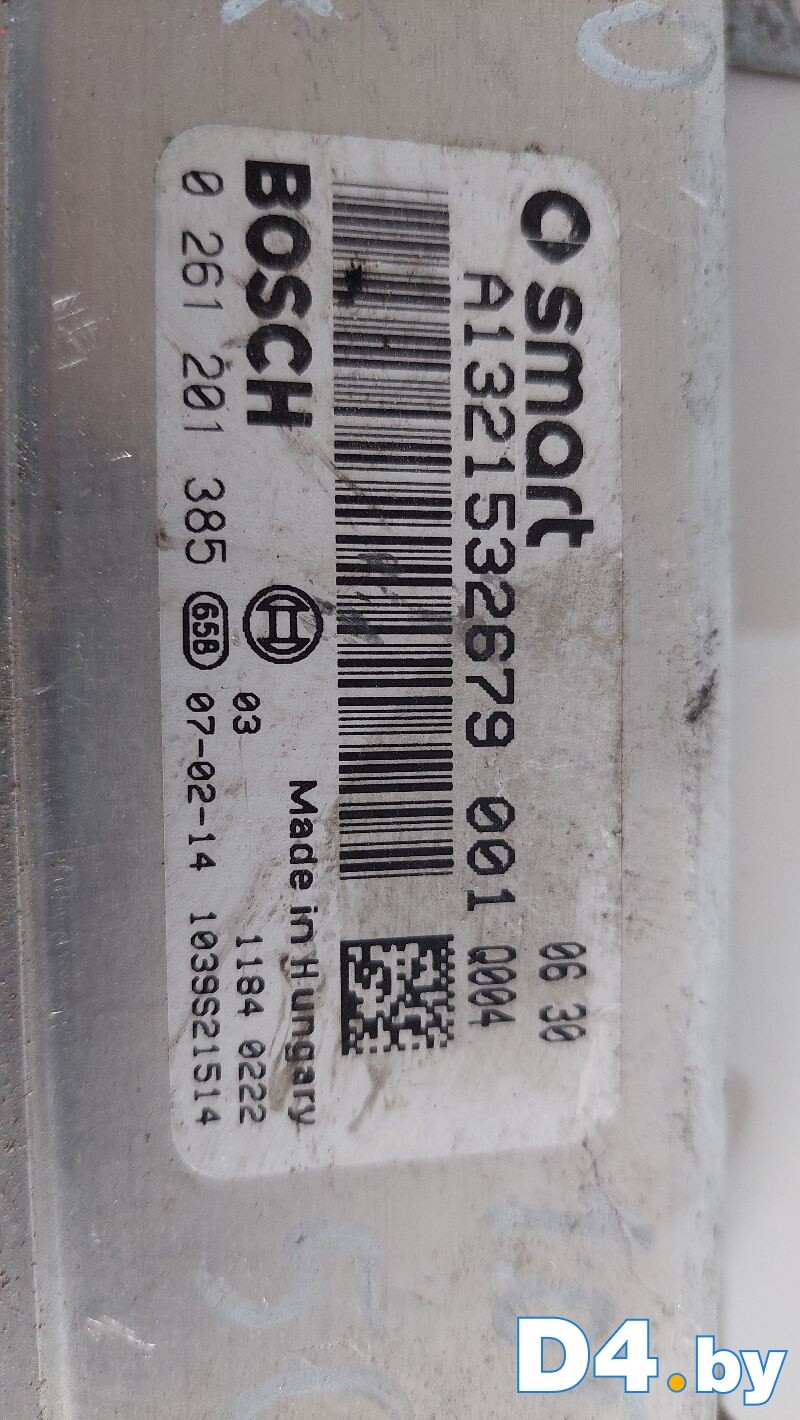 smart
06 30
A1321532679 001 Q004
Made in Hungary
BOSCH
03
1184 0222
0 261 201 385 65B 07-02-14 1039S21514
D4.by